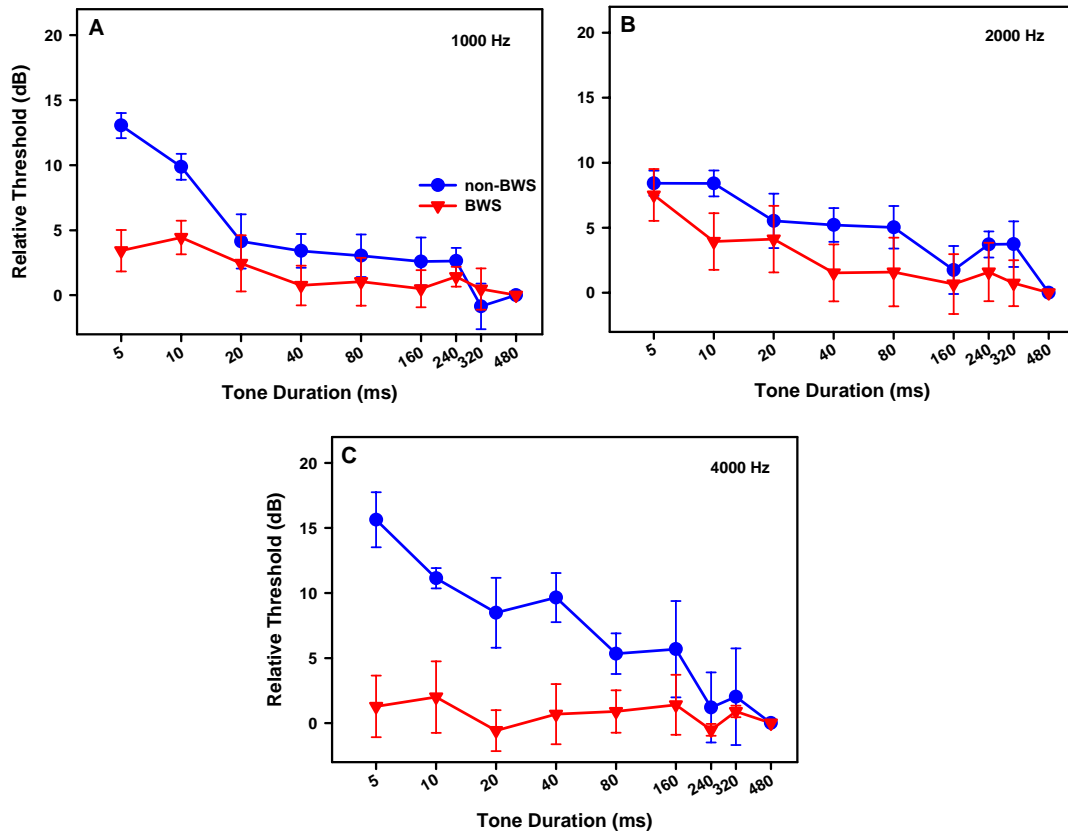 A
1000 Hz
20
15
10
5
0
Relative Threshold (dB)
non-BWS
BWS
5 10 20 40 80 160 240 320 480
Tone Duration (ms)
B
2000 Hz
20
15
10
5
0
5 10 20 40 80 160 240 320 480
Tone Duration (ms)
C
4000 Hz
20
15
10
5
0
Relative Threshold (dB)
5 10 20 40 80 160 240 320 480
Tone Duration (ms)